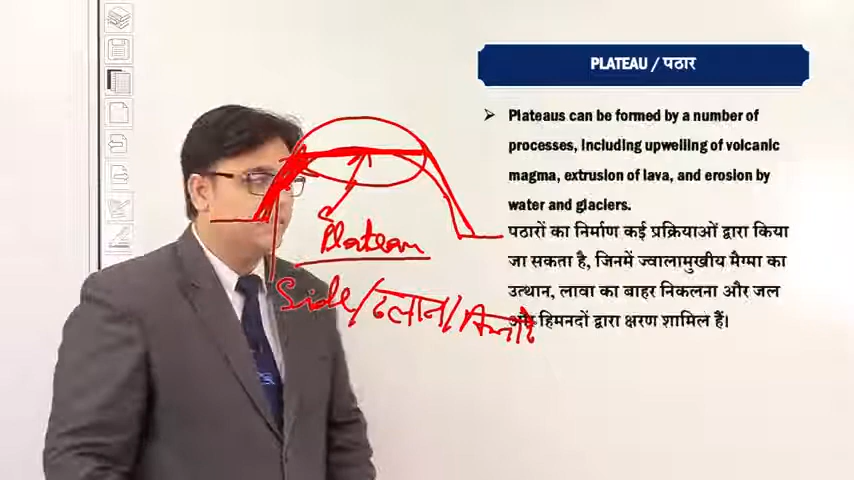 PLATEAU / पठार
➢ Plateaus can be formed by a number of
processes, including upwelling of volcanic
magma, extrusion of lava, and erosion by
water and glaciers.
पठारों का निर्माण कई प्रक्रियाओं द्वारा किया
जा सकता है, जिनमें ज्वालामुखीय मैग्मा का
उत्थान, लावा का बाहर निकलना और जल
और हिमनदों द्वारा क्षरण शामिल हैं।
Plateau
Side/ढलान/